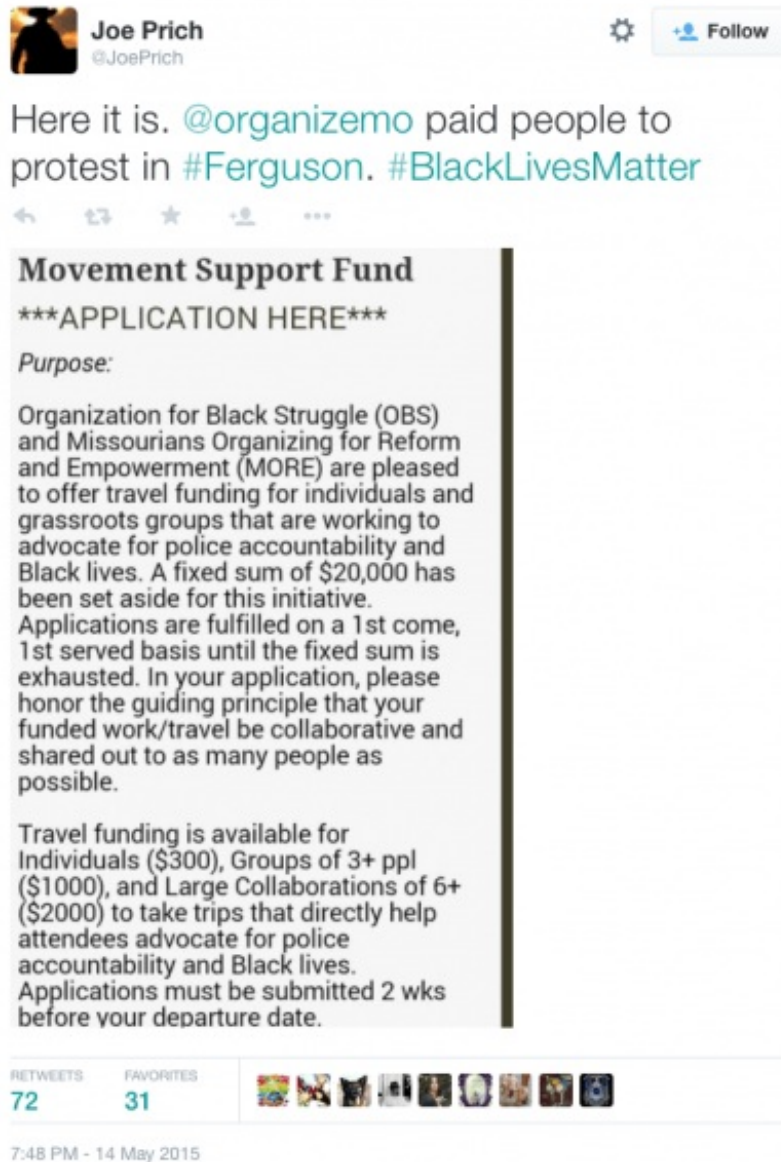 Joe Prich
@JoePrich
Follow
Here it is. @organizemo paid people to
protest in #Ferguson. #BlackLivesMatter
Movement Support Fund
***APPLICATION HERE***
Purpose:
Organization for Black Struggle (OBS)
and Missourians Organizing for Reform
and Empowerment (MORE) are pleased
to offer travel funding for individuals and
grassroots groups that are working to
advocate for police accountability and
Black lives. A fixed sum of $20,000 has
been set aside for this initiative.
Applications are fulfilled on a 1st come,
1st served basis until the fixed sum is
exhausted. In your application, please
honor the guiding principle that your
funded work/travel be collaborative and
shared out to as many people as
possible.
Travel funding is available for
Individuals ($300), Groups of 3+ ppl
($1000), and Large Collaborations of 6+
($2000) to take trips that directly help
attendees advocate for police
accountability and Black lives.
Applications must be submitted 2 wks
before your departure date.
RETWEETS FAVORITES
72 31
7:48 PM - 14 May 2015